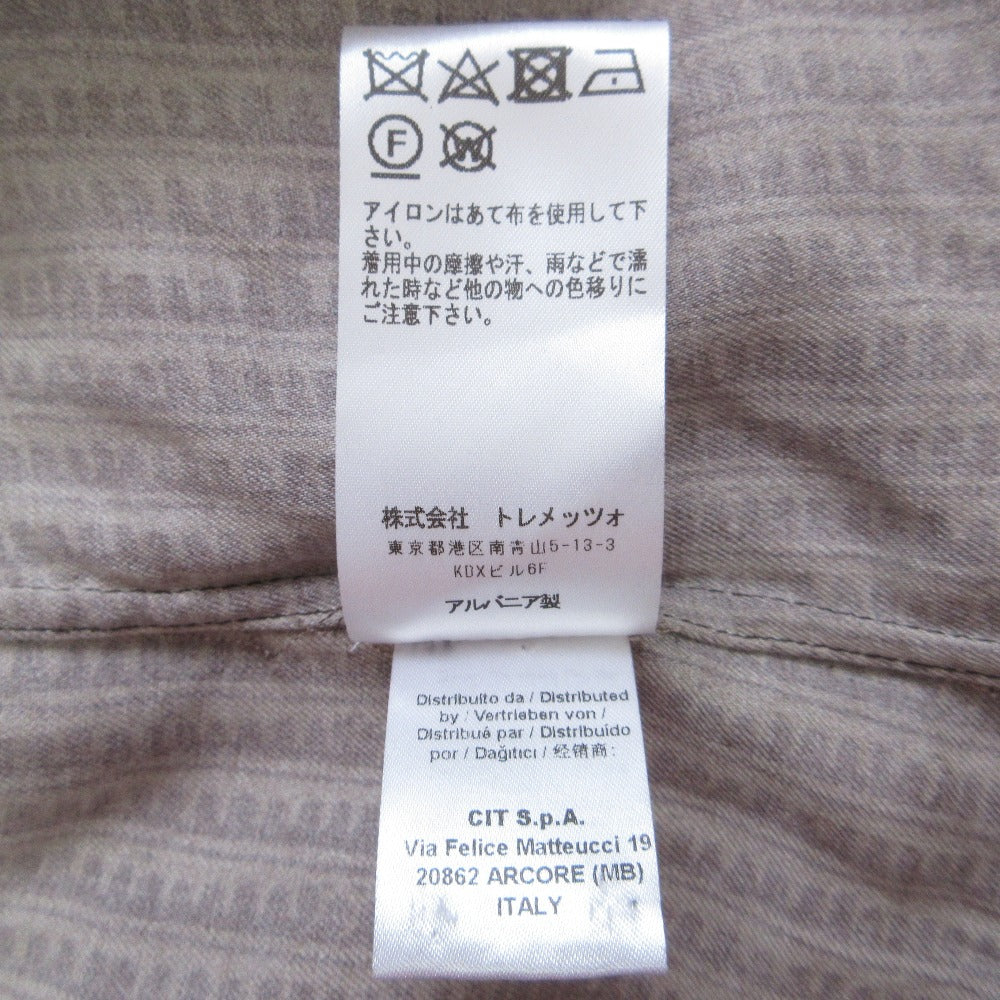 F W
アイロンはあて布を使用して下
さい。
着用中の摩擦や汗、雨などで濡
れた時など他の物への色移りに
ご注意下さい。
株式会社 トレメッツォ
東京都港区南青山5-13-3
KDXビル6F
アルバニア製
Distribuito da / Distributed
by / Vertrieben von /
Distribué par / Distribuído
por / Dağıtıcı / 经销商:
CIT S.p.A.
Via Felice Matteucci 19
20862 ARCORE (MB)
ITALY